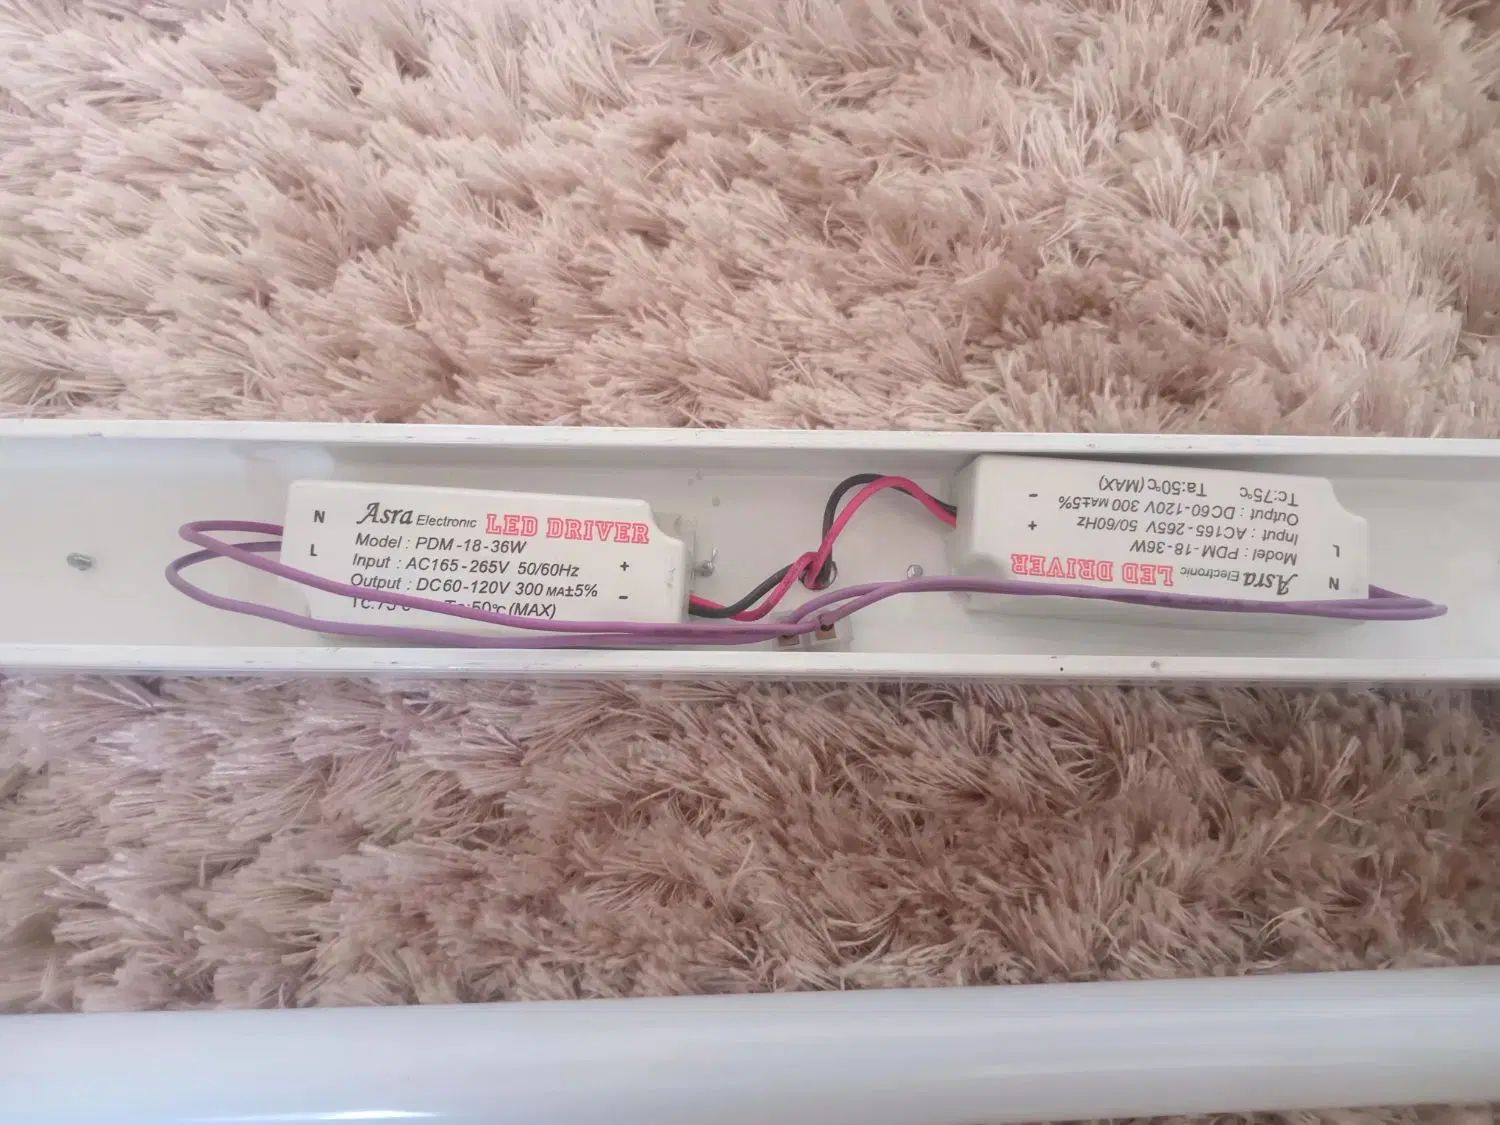 N
L
Asra Electronic LED DRIVER
Model : PDM-18-36W
Input : AC165-265V 50/60Hz
Output : DC60-120V 300 MA±5%
Tc:75 Ta:50°C (MAX)
+
-
N
L
Asra Electronic LED DRIVER
Model : PDM-18-36W
Input : AC165-265V 50/60Hz
Output : DC60-120V 300 MA±5%
Tc:75°C Ta:50°C (MAX)
+
-